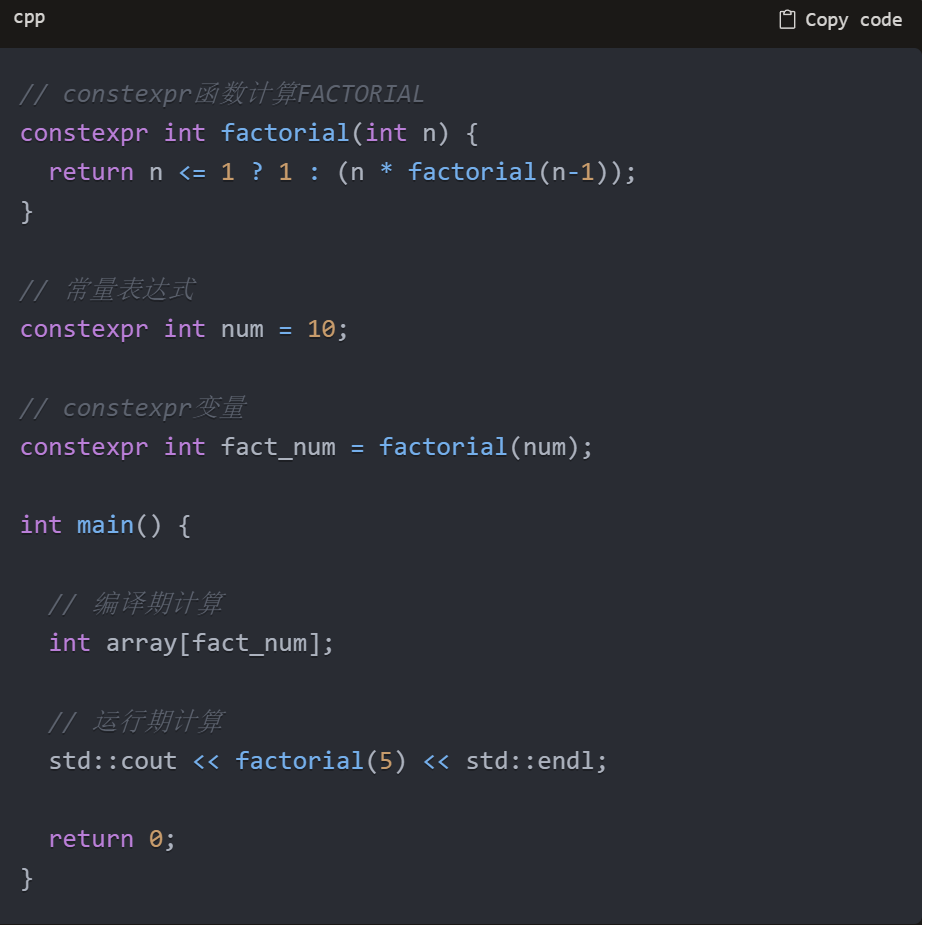 cpp
Copy code
// constexpr函数计算FACTORIAL
constexpr int factorial(int n) {
  return n <= 1 ? 1 : (n * factorial(n-1));
}
// 常量表达式
constexpr int num = 10;
// constexpr变量
constexpr int fact_num = factorial(num);
int main() {
  // 编译期计算
  int array[fact_num];
  // 运行期计算
  std::cout << factorial(5) << std::endl;
  return 0;
}